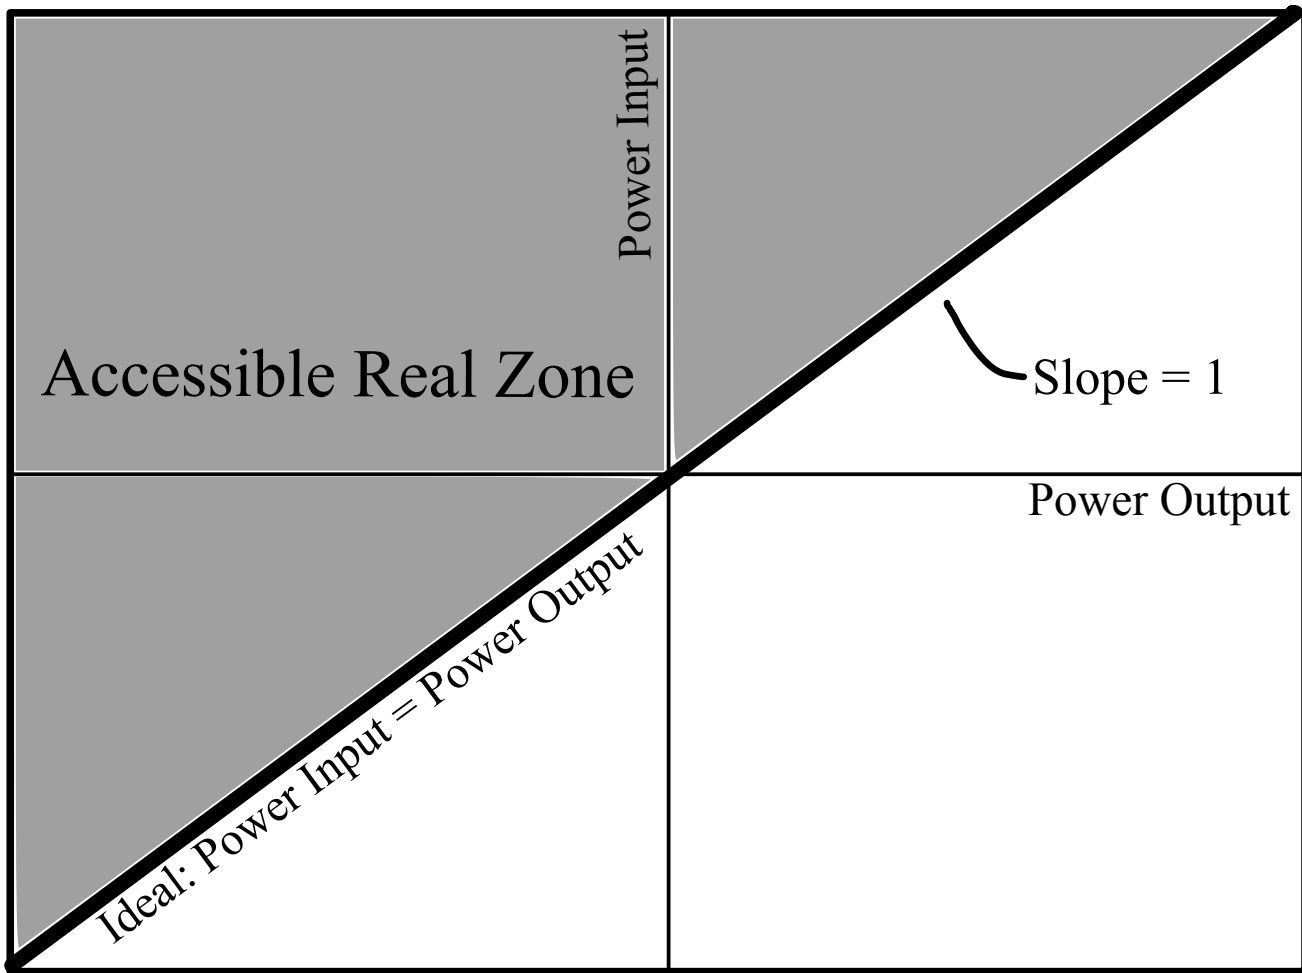 Power Input
Accessible Real Zone
Slope = 1
Power Output
Ideal: Power Input = Power Output